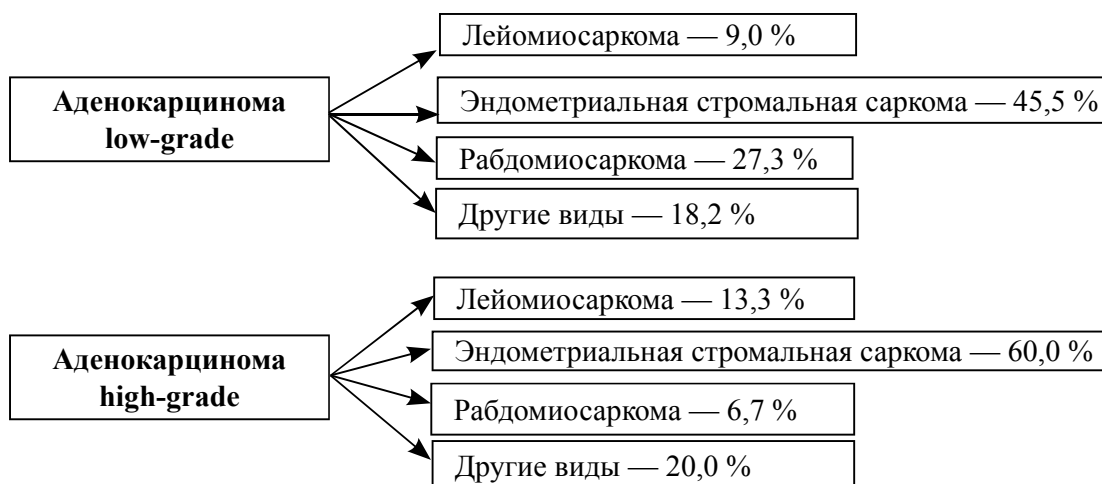 Лейомиосаркома — 9,0 %
Аденокарцинома
low-grade
Эндометриальная стромальная саркома — 45,5 %
Рабдомиосаркома — 27,3 %
Другие виды — 18,2 %
Лейомиосаркома — 13,3 %
Аденокарцинома
high-grade
Эндометриальная стромальная саркома — 60,0 %
Рабдомиосаркома — 6,7 %
Другие виды — 20,0 %